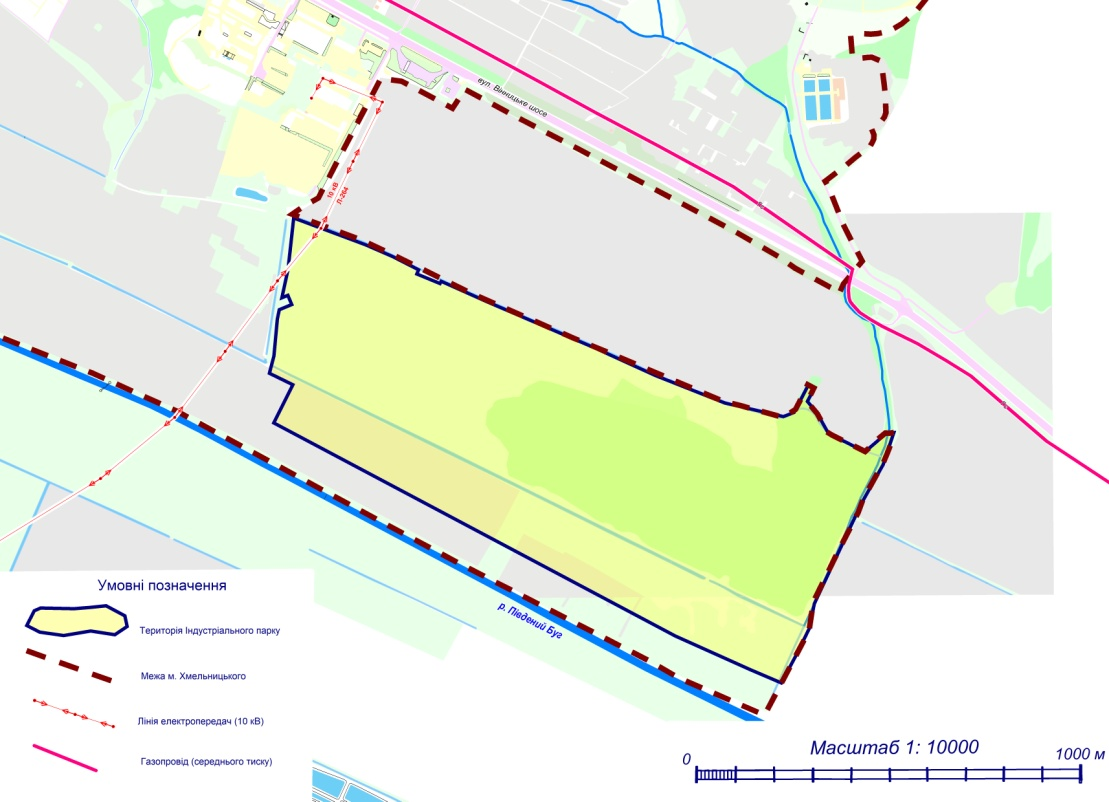 вул. Вінницьке шосе
10 кВ
Л-264
р. Південий Буг
Умовні позначення
Територія Індустріального парку
Межа м. Хмельницького
Лінія електропередач (10 кВ)
Газопровід (середнього тиску)
Масштаб 1: 10000
0
1000 м